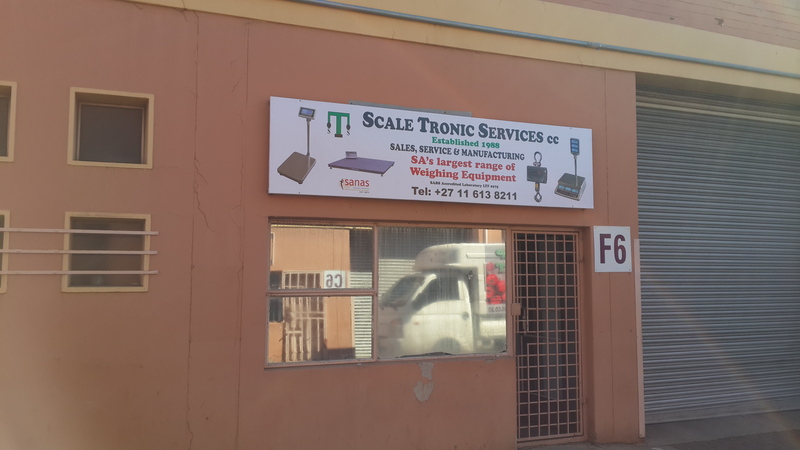 SCALE TRONIC SERVICES CC
Established 1988
SALES, SERVICE & MANUFACTURING
SA's largest range of
Weighing Equipment
sanas
Tel: +27 11 613 8211
F6
C6